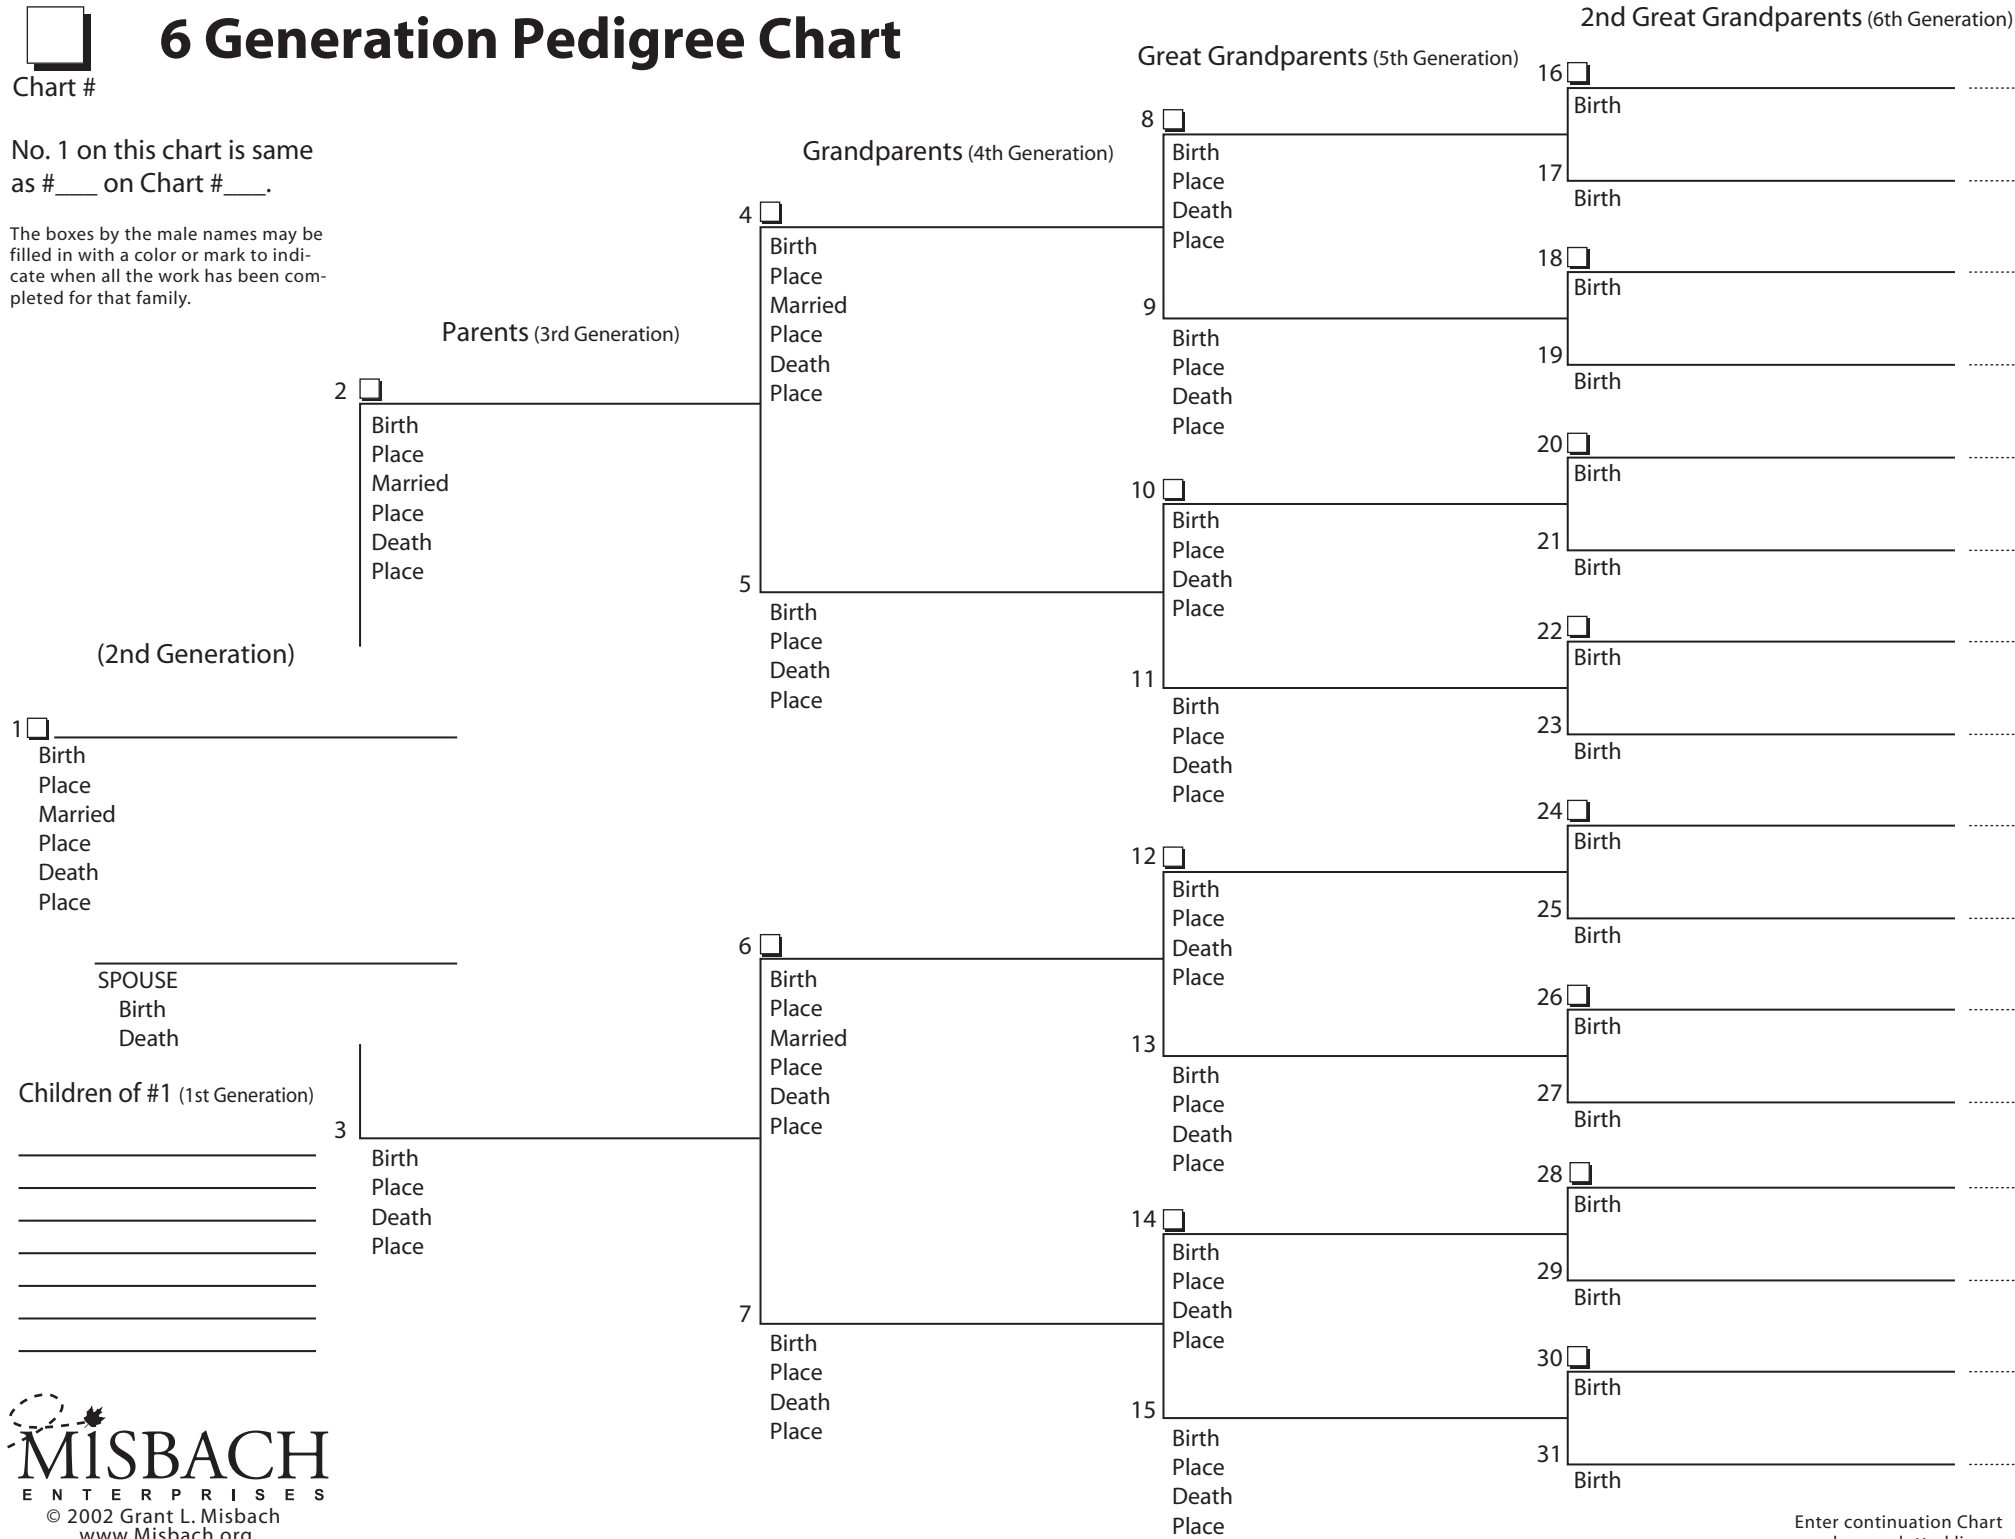 6 Generation Pedigree Chart
Chart #
No. 1 on this chart is same
as #___ on Chart #___.
The boxes by the male names may be
filled in with a color or mark to indi-
cate when all the work has been com-
pleted for that family.
(2nd Generation)
1
Birth
Place
Married
Place
Death
Place
SPOUSE
Birth
Death
Children of #1 (1st Generation)
Parents (3rd Generation)
2
Birth
Place
Married
Place
Death
Place
3
Birth
Place
Death
Place
Grandparents (4th Generation)
4
Birth
Place
Married
Place
Death
Place
5
Birth
Place
Death
Place
6
Birth
Place
Married
Place
Death
Place
7
Birth
Place
Death
Place
Great Grandparents (5th Generation)
8
Birth
Place
Death
Place
9
Birth
Place
Death
Place
10
Birth
Place
Death
Place
11
Birth
Place
Death
Place
12
Birth
Place
Death
Place
13
Birth
Place
Death
Place
14
Birth
Place
Death
Place
15
Birth
Place
Death
Place
2nd Great Grandparents (6th Generation)
16
Birth
17
Birth
18
Birth
19
Birth
20
Birth
21
Birth
22
Birth
23
Birth
24
Birth
25
Birth
26
Birth
27
Birth
28
Birth
29
Birth
30
Birth
31
Birth
MISBACH
ENTERPRISES
© 2002 Grant L. Misbach
www.Misbach.org
Enter continuation Chart